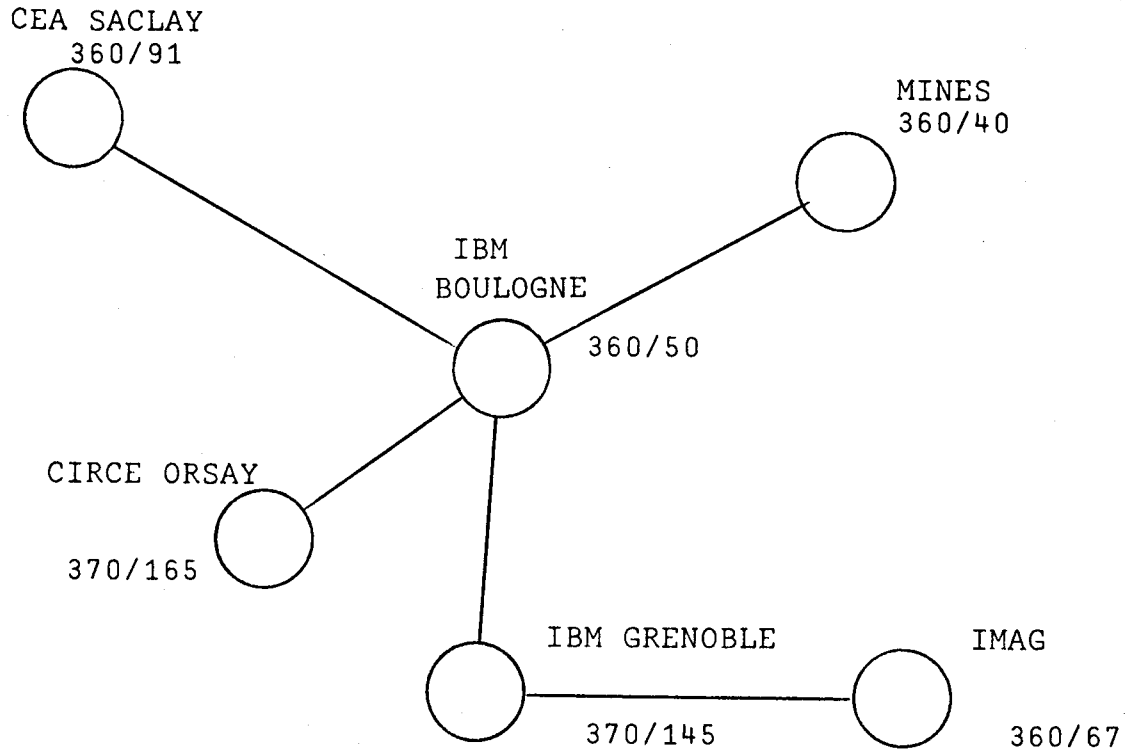 CEA SACLAY
360/91
MINES
360/40
IBM
BOULOGNE
360/50
CIRCE ORSAY
370/165
IBM GRENOBLE
370/145
IMAG
360/67